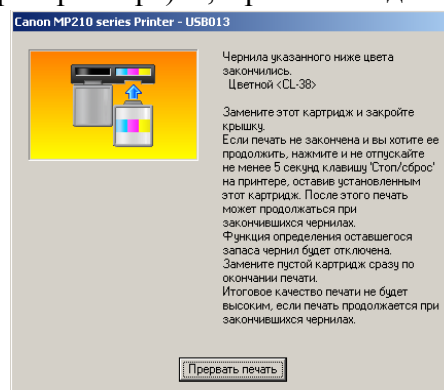 Canon MP210 series Printer - USB013
Чернила указанного ниже цвета
закончились.
Цветной <CL-38>
Замените этот картридж и закройте
крышку.
Если печать не закончена и вы хотите ее
продолжить, нажмите и не отпускайте
не менее 5 секунд клавишу 'Стоп/сброс'
на принтере, оставив установленным
этот картридж. После этого печать
может продолжаться при
закончившихся чернилах.
Функция определения оставшегося
запаса чернил будет отключена.
Замените пустой картридж сразу по
окончании печати.
Итоговое качество печати не будет
высоким, если печать продолжается при
закончившихся чернилах.
Прервать печать